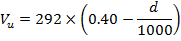 V_u = 292 × (0.40 − d/1000)